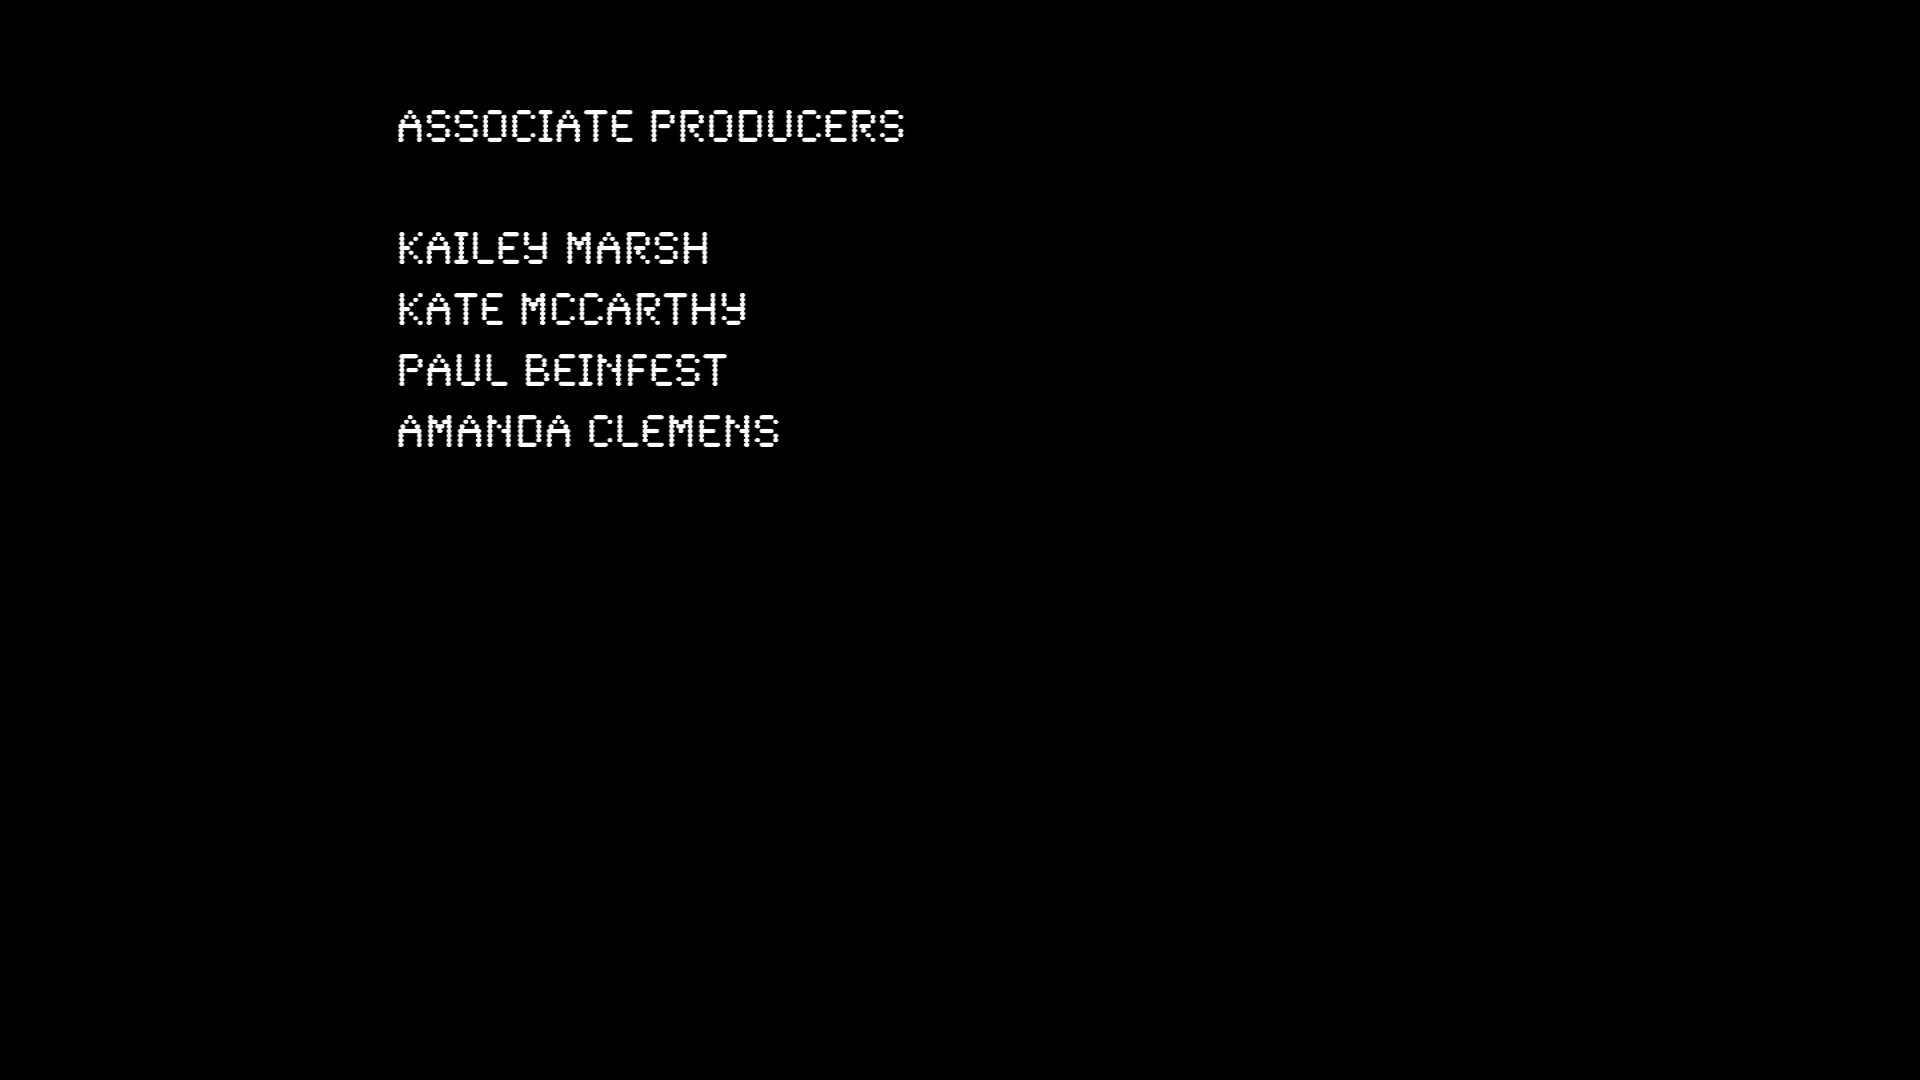 ASSOCIATE PRODUCERS
KAILEY MARSH
KATE MCCARTHY
PAUL BEINFEST
AMANDA CLEMENS